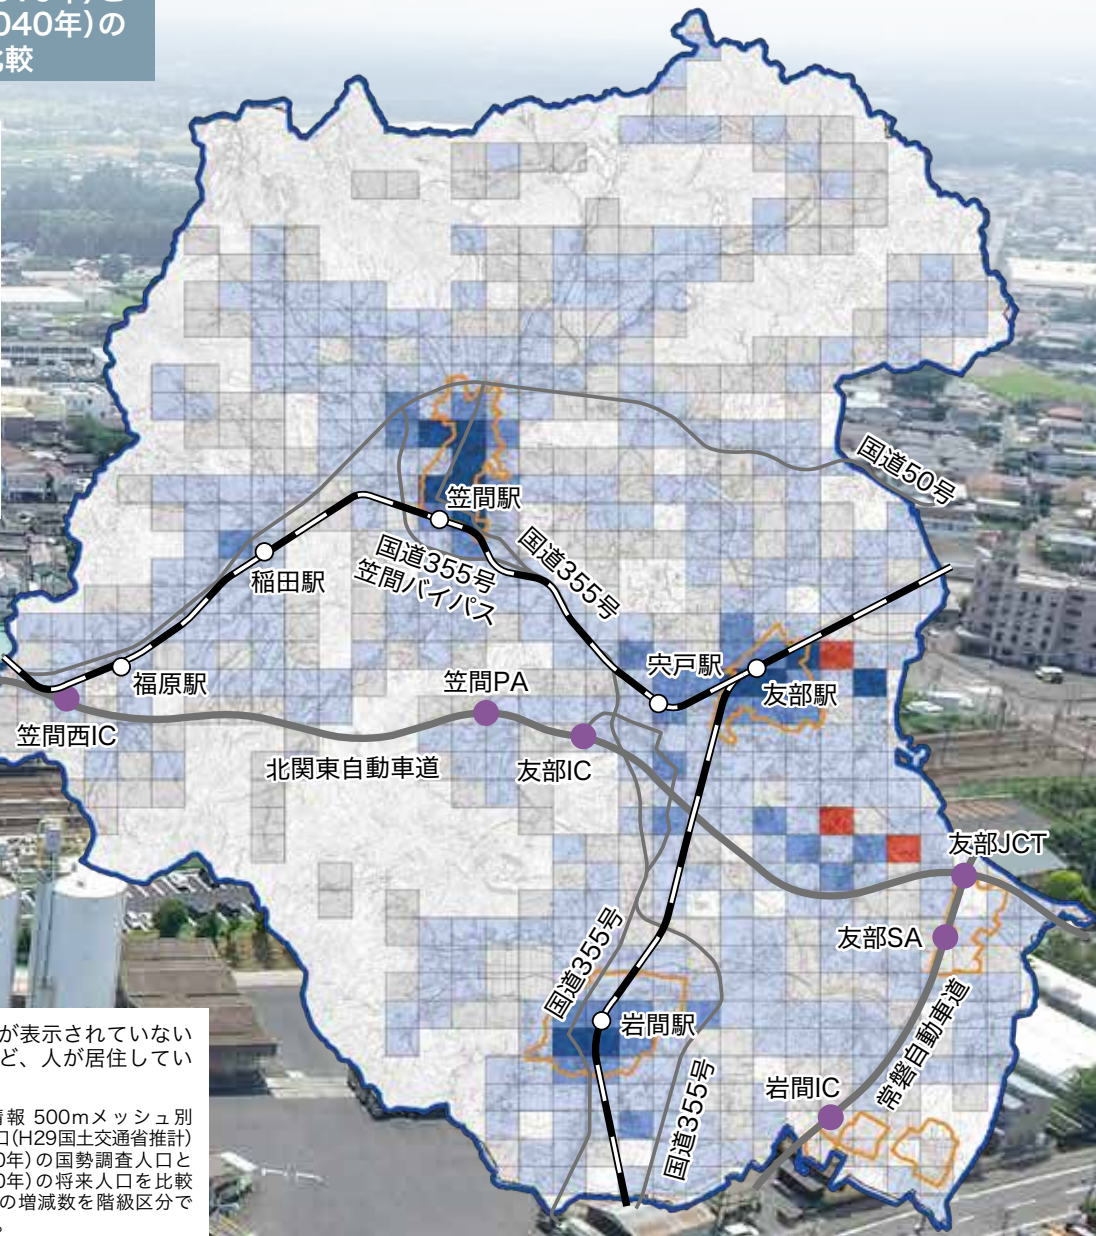 040年)の
比較
国道50号
笠間駅
国道355号
国道355号
笠間バイパス
稲田駅
宍戸駅
友部駅
福原駅
笠間PA
笠間西IC
北関東自動車道
友部IC
友部JCT
友部SA
国道355号
常磐自動車道
岩間駅
岩間IC
国道355号
が表示されていない
ど、人が居住してい
情報 500mメッシュ別
口(H29国土交通省推計)
0年)の国勢調査人口と
0年)の将来人口を比較
の増減数を階級区分で